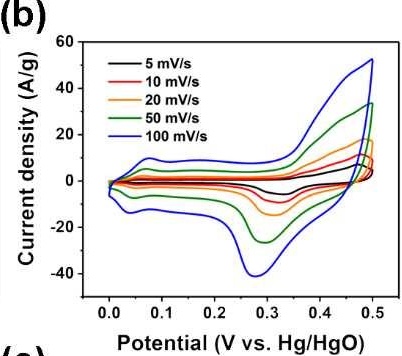 (b)
Current density (A/g)
60
40
20
0
-20
-40
5 mV/s
10 mV/s
20 mV/s
50 mV/s
100 mV/s
0.0 0.1 0.2 0.3 0.4 0.5
Potential (V vs. Hg/HgO)